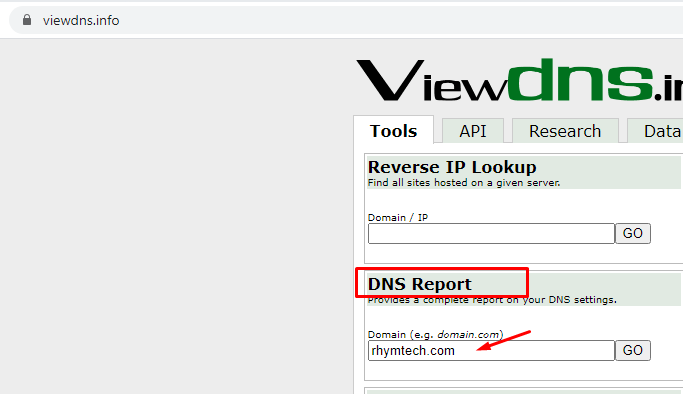 viewdns.info
Viewdns.in
Tools API Research Data
Reverse IP Lookup
Find all sites hosted on a given server.
Domain / IP
GO
DNS Report
Provides a complete report on your DNS settings.
Domain (e.g. domain.com)
rhymtech.com GO